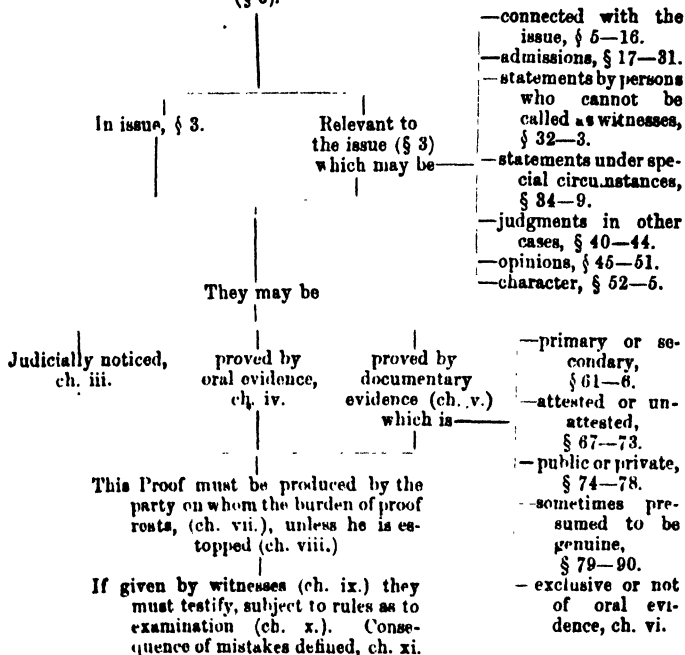 (§ 3).
—connected with the
issue, § 5—16.
—admissions, § 17—31.
—statements by persons
who cannot be
called as witnesses,
§ 32—3.
In issue, § 3.
Relevant to
the issue (§ 3)
which may be—
—statements under spe-
cial circumstances,
§ 34—9.
—judgments in other
cases, § 40—44.
—opinions, § 45—51.
—character, § 52—5.
They may be
Judicially noticed,
ch. iii.
proved by
oral evidence,
ch. iv.
proved by
documentary
evidence (ch. v.)
which is—
—primary or se-
condary,
§ 61—6.
—attested or un-
attested,
§ 67—73.
—public or private,
§ 74—78.
—sometimes pre-
sumed to be
genuine,
§ 79—90.
— exclusive or not
of oral evi-
dence, ch. vi.
This Proof must be produced by the
party on whom the burden of proof
rests, (ch. vii.), unless he is es-
topped (ch. viii.)
If given by witnesses (ch. ix.) they
must testify, subject to rules as to
examination (ch. x.). Conse-
quence of mistakes defined, ch. xi.